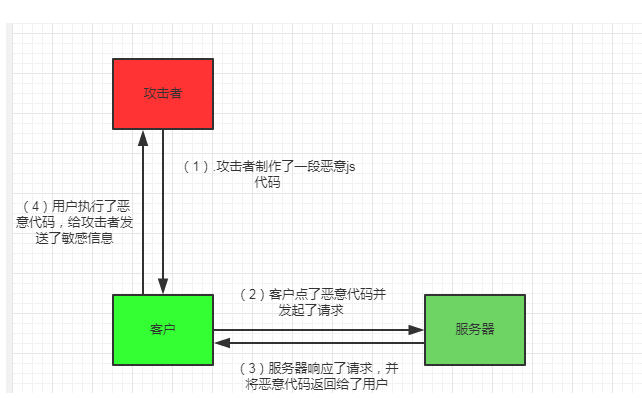 攻击者
（1）.攻击者制作了一段恶意js
代码
（4）用户执行了恶
意代码，给攻击者发
送了敏感信息
（2）客户点了恶意代码并
发起了请求
客户
服务器
（3）服务器响应了请求，并
将恶意代码返回给了用户